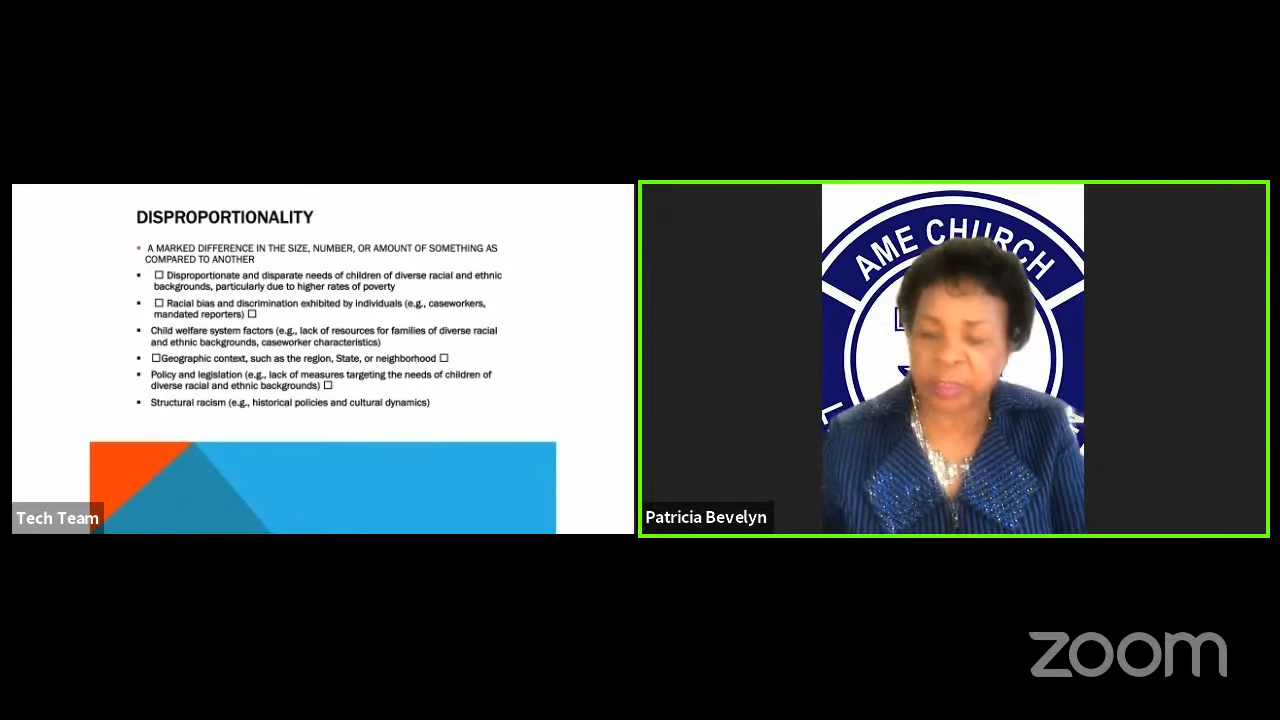 DISPROPORTIONALITY
▪ A MARKED DIFFERENCE IN THE SIZE, NUMBER, OR AMOUNT OF SOMETHING AS
COMPARED TO ANOTHER
▪ ☐ Disproportionate and disparate needs of children of diverse racial and ethnic
backgrounds, particularly due to higher rates of poverty
▪ ☐ Racial bias and discrimination exhibited by individuals (e.g., caseworkers,
mandated reporters) ☐
▪ Child welfare system factors (e.g., lack of resources for families of diverse racial
and ethnic backgrounds, caseworker characteristics)
▪ ☐Geographic context, such as the region, State, or neighborhood ☐
▪ Policy and legislation (e.g., lack of measures targeting the needs of children of
diverse racial and ethnic backgrounds) ☐
▪ Structural racism (e.g., historical policies and cultural dynamics)
Tech Team
AME CHURCH
Patricia Bevelyn
zoom